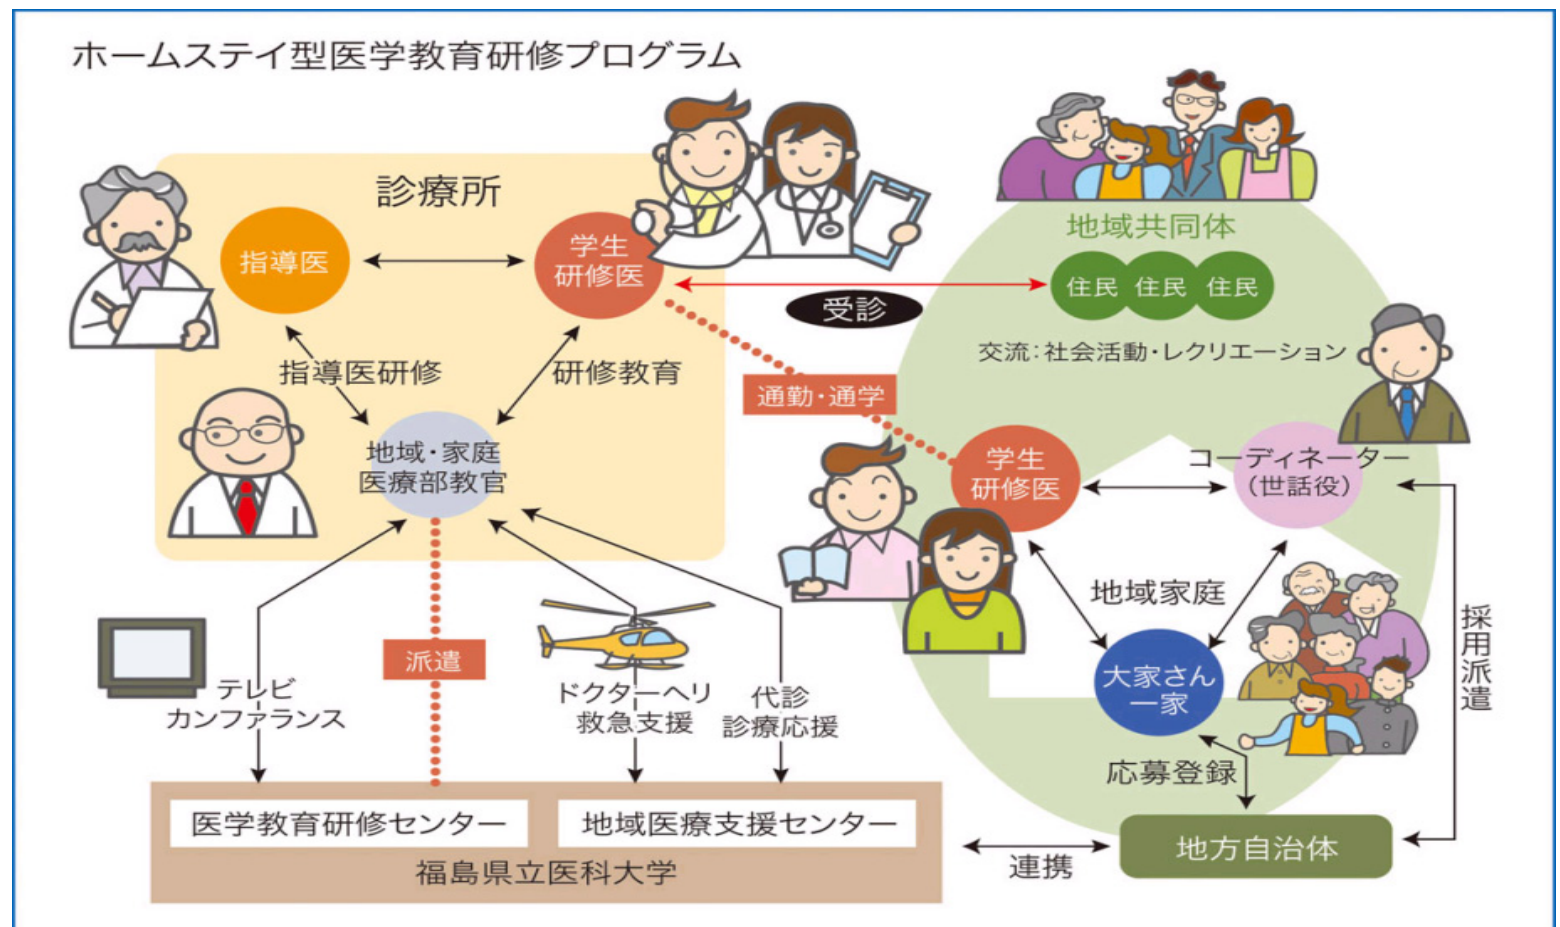 ホームステイ型医学教育研修プログラム
診療所
指導医
学生
研修医
指導医研修
研修教育
地域・家庭
医療部教官
受診
通勤・通学
地域共同体
住民 住民 住民
交流:社会活動・レクリエーション
学生
研修医
コーディネーター
(世話役)
地域家庭
大家さん
一家
採用派遣
応募登録
テレビ
カンファランス
派遣
ドクターヘリ
救急支援
代診
診療応援
医学教育研修センター
地域医療支援センター
福島県立医科大学
連携
地方自治体